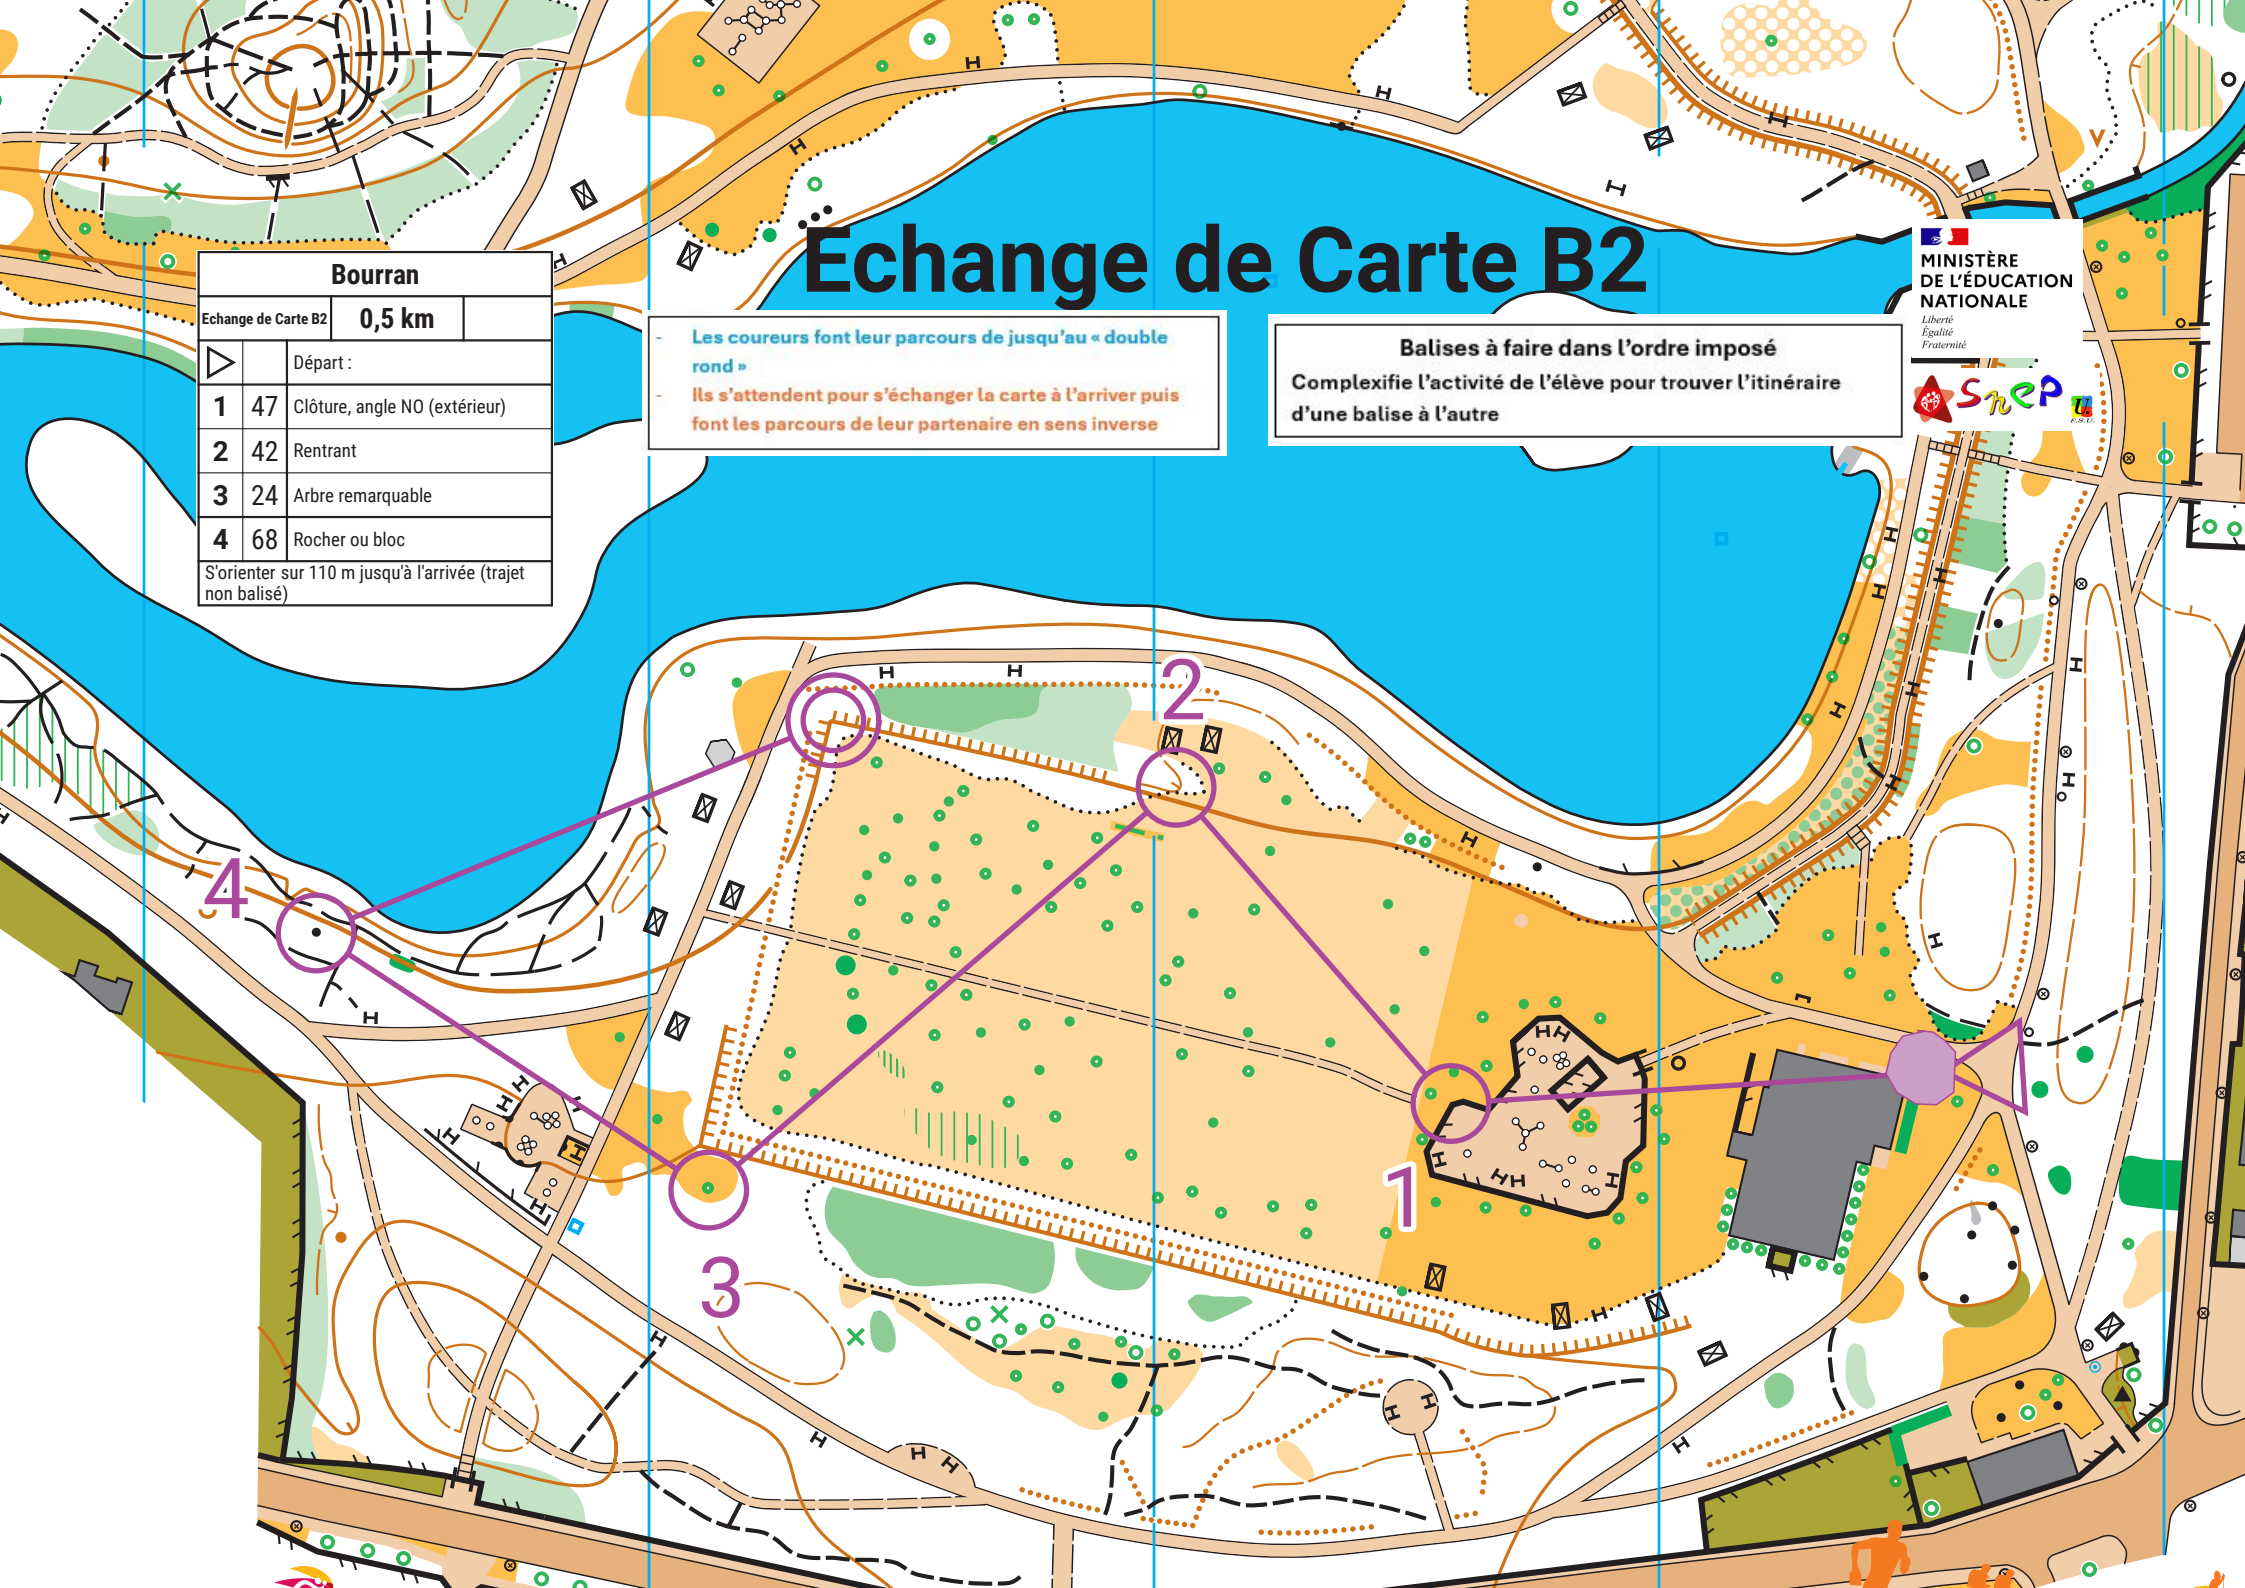 Echange de Carte B2
MINISTÈRE
DE L'ÉDUCATION
NATIONALE
Liberté
Égalité
Fraternité
Bourran
Echange de Carte B2 0,5 km
Départ :
1 47 Clôture, angle NO (extérieur)
2 42 Rentrant
3 24 Arbre remarquable
4 68 Rocher ou bloc
S'orienter sur 110 m jusqu'à l'arrivée (trajet
non balisé)
- Les coureurs font leur parcours de jusqu'au « double
rond »
- Ils s'attendent pour s'échanger la carte à l'arriver puis
font les parcours de leur partenaire en sens inverse
Balises à faire dans l'ordre imposé
Complexifie l'activité de l'élève pour trouver l'itinéraire
d'une balise à l'autre
SnEP
U.
F.S.U.
2
4
1
3